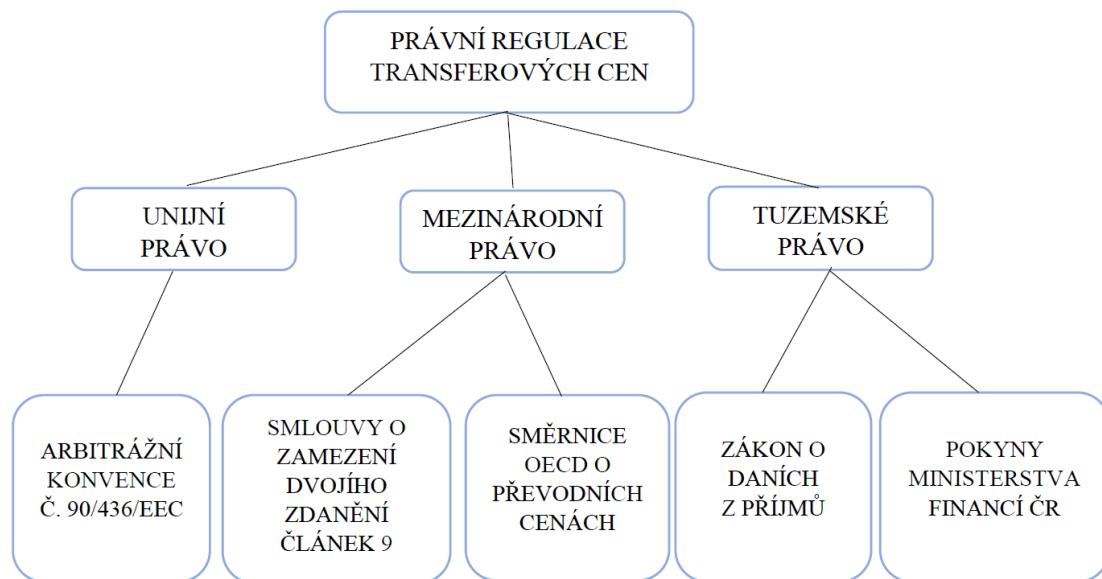 PRÁVNÍ REGULACE
TRANSFEROVÝCH CEN
UNIJNÍ
PRÁVO
MEZINÁRODNÍ
PRÁVO
TUZEMSKÉ
PRÁVO
ARBITRÁŽNÍ
KONVENCE
Č. 90/436/EEC
SMLOUVY O
ZAMEZENÍ
DVOJÍHO
ZDANĚNÍ
ČLÁNEK 9
SMĚRNICE
OECD O
PŘEVODNÍCH
CENÁCH
ZÁKON O
DANÍCH
Z PŘÍJMŮ
POKYNY
MINISTERSTVA
FINANCÍ ČR